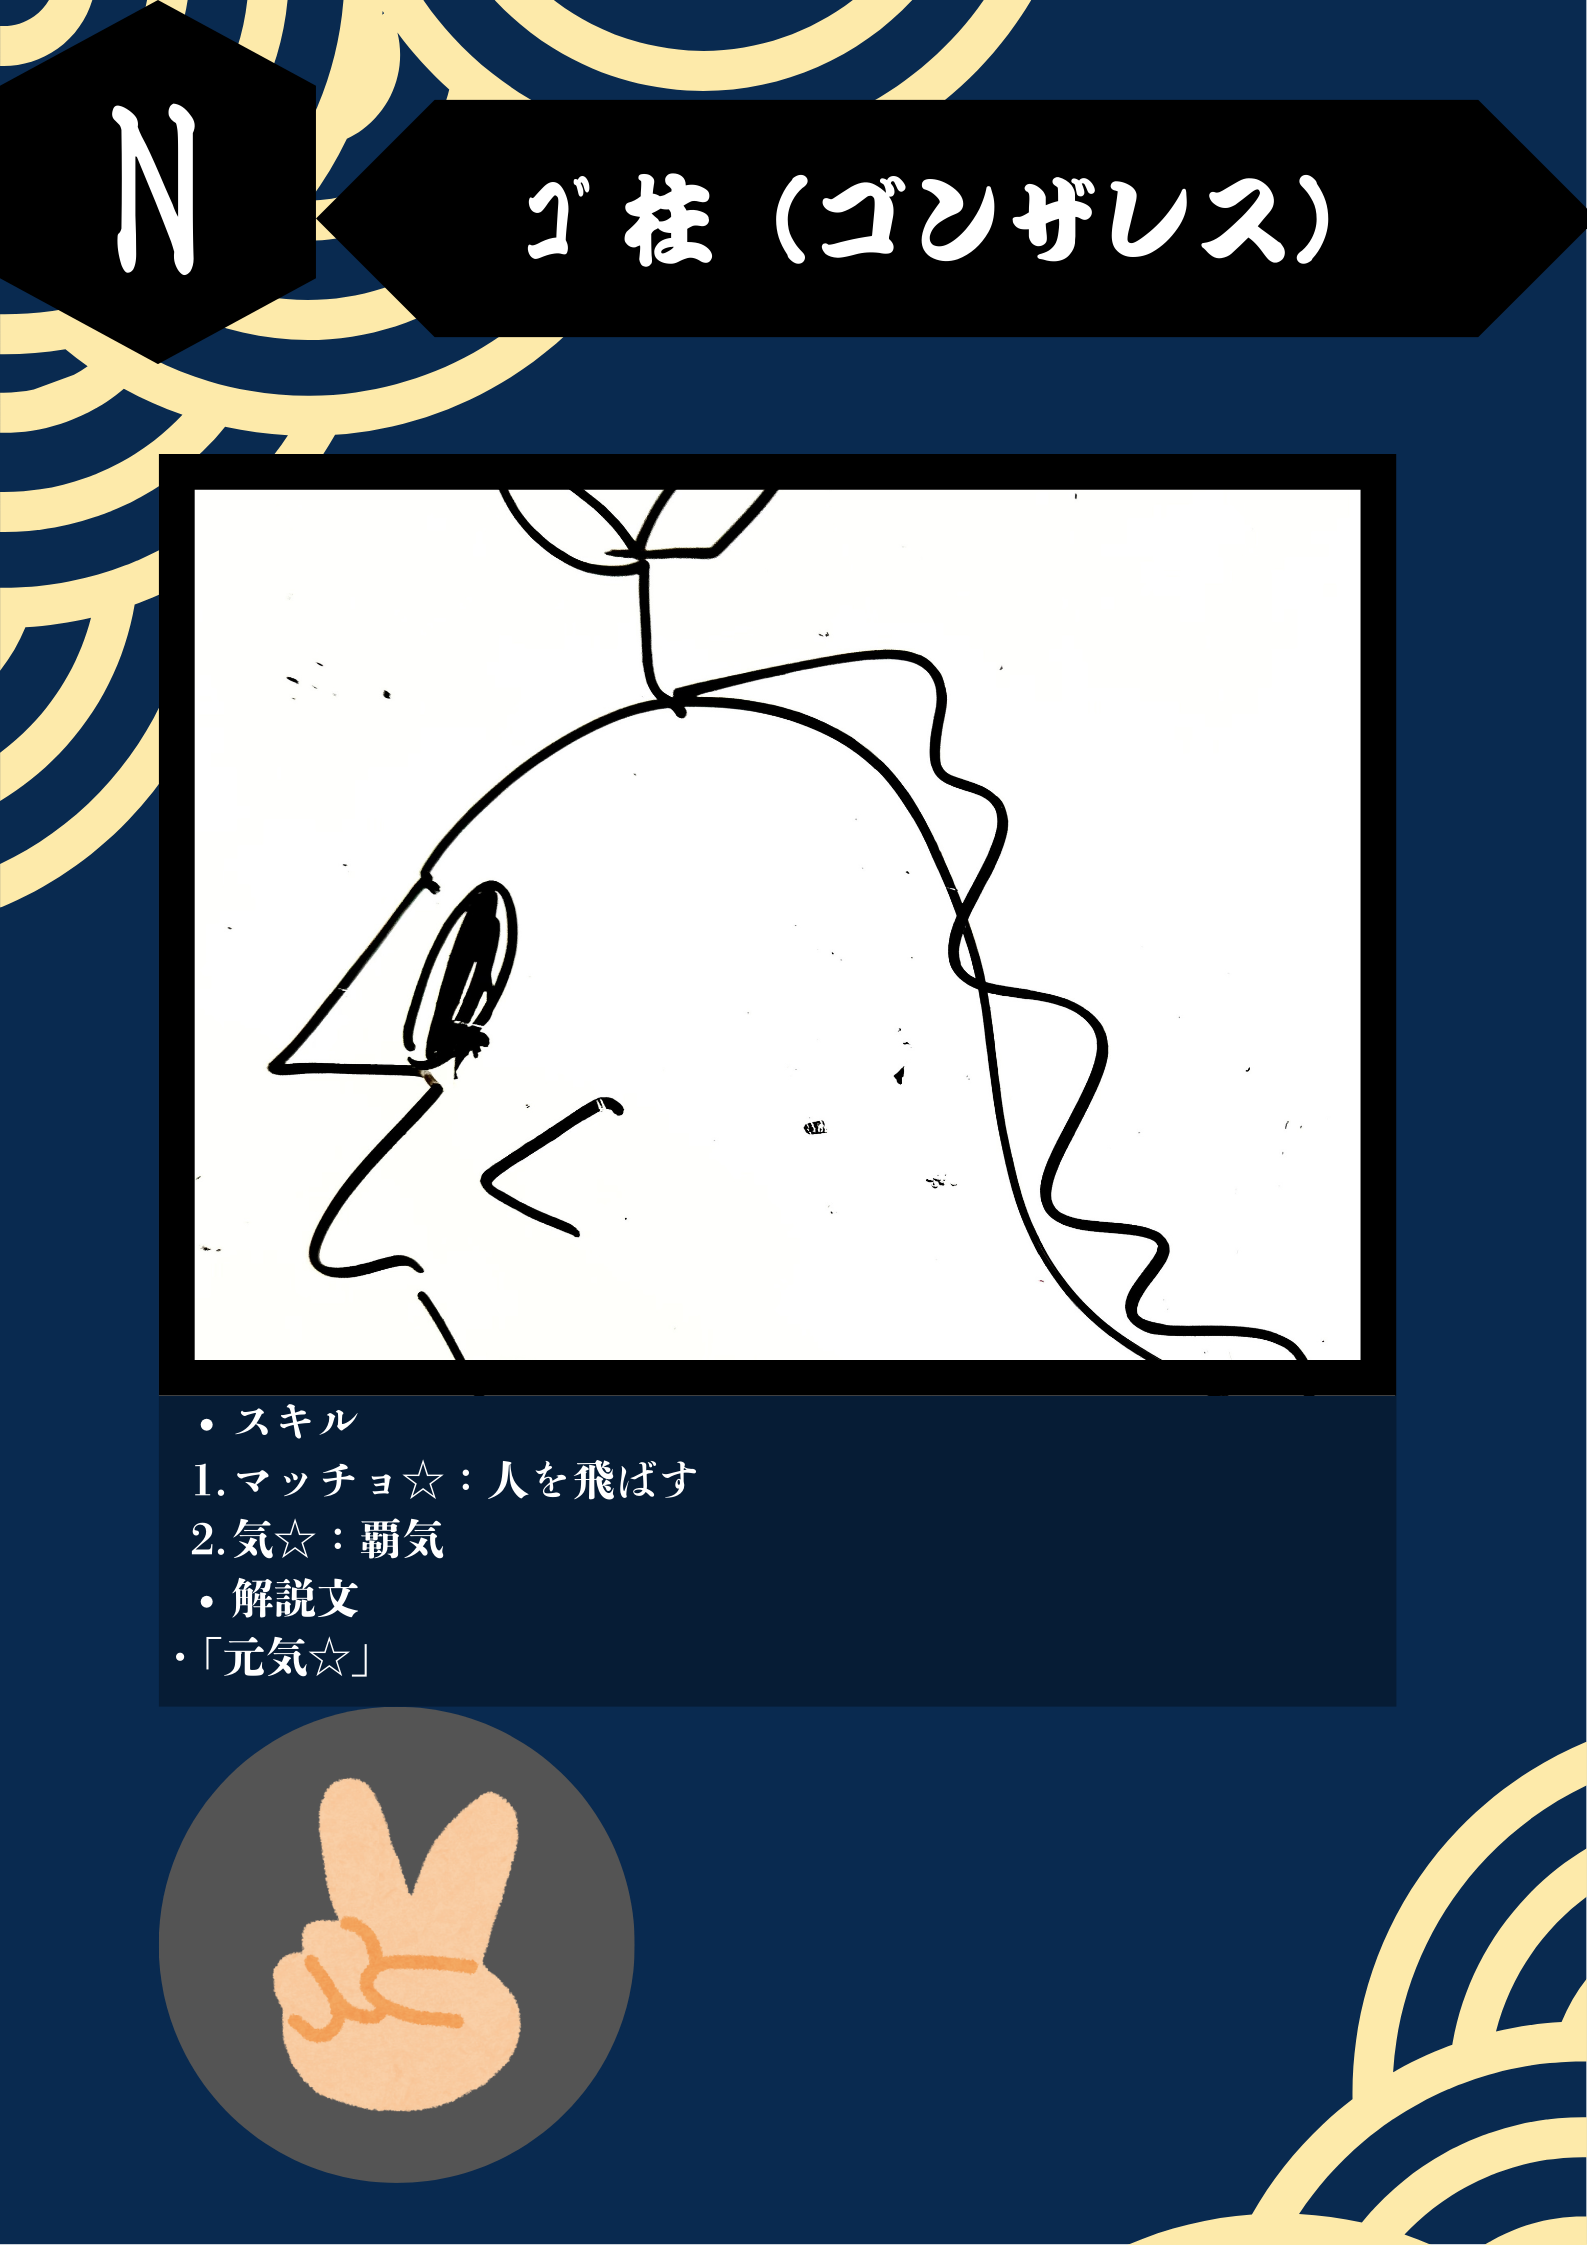 N
ゴ 桂（ゴンザレス）
• スキル
1. マッチョ☆：人を飛ばす
2. 気☆：覇気
• 解説文
・「元気☆」